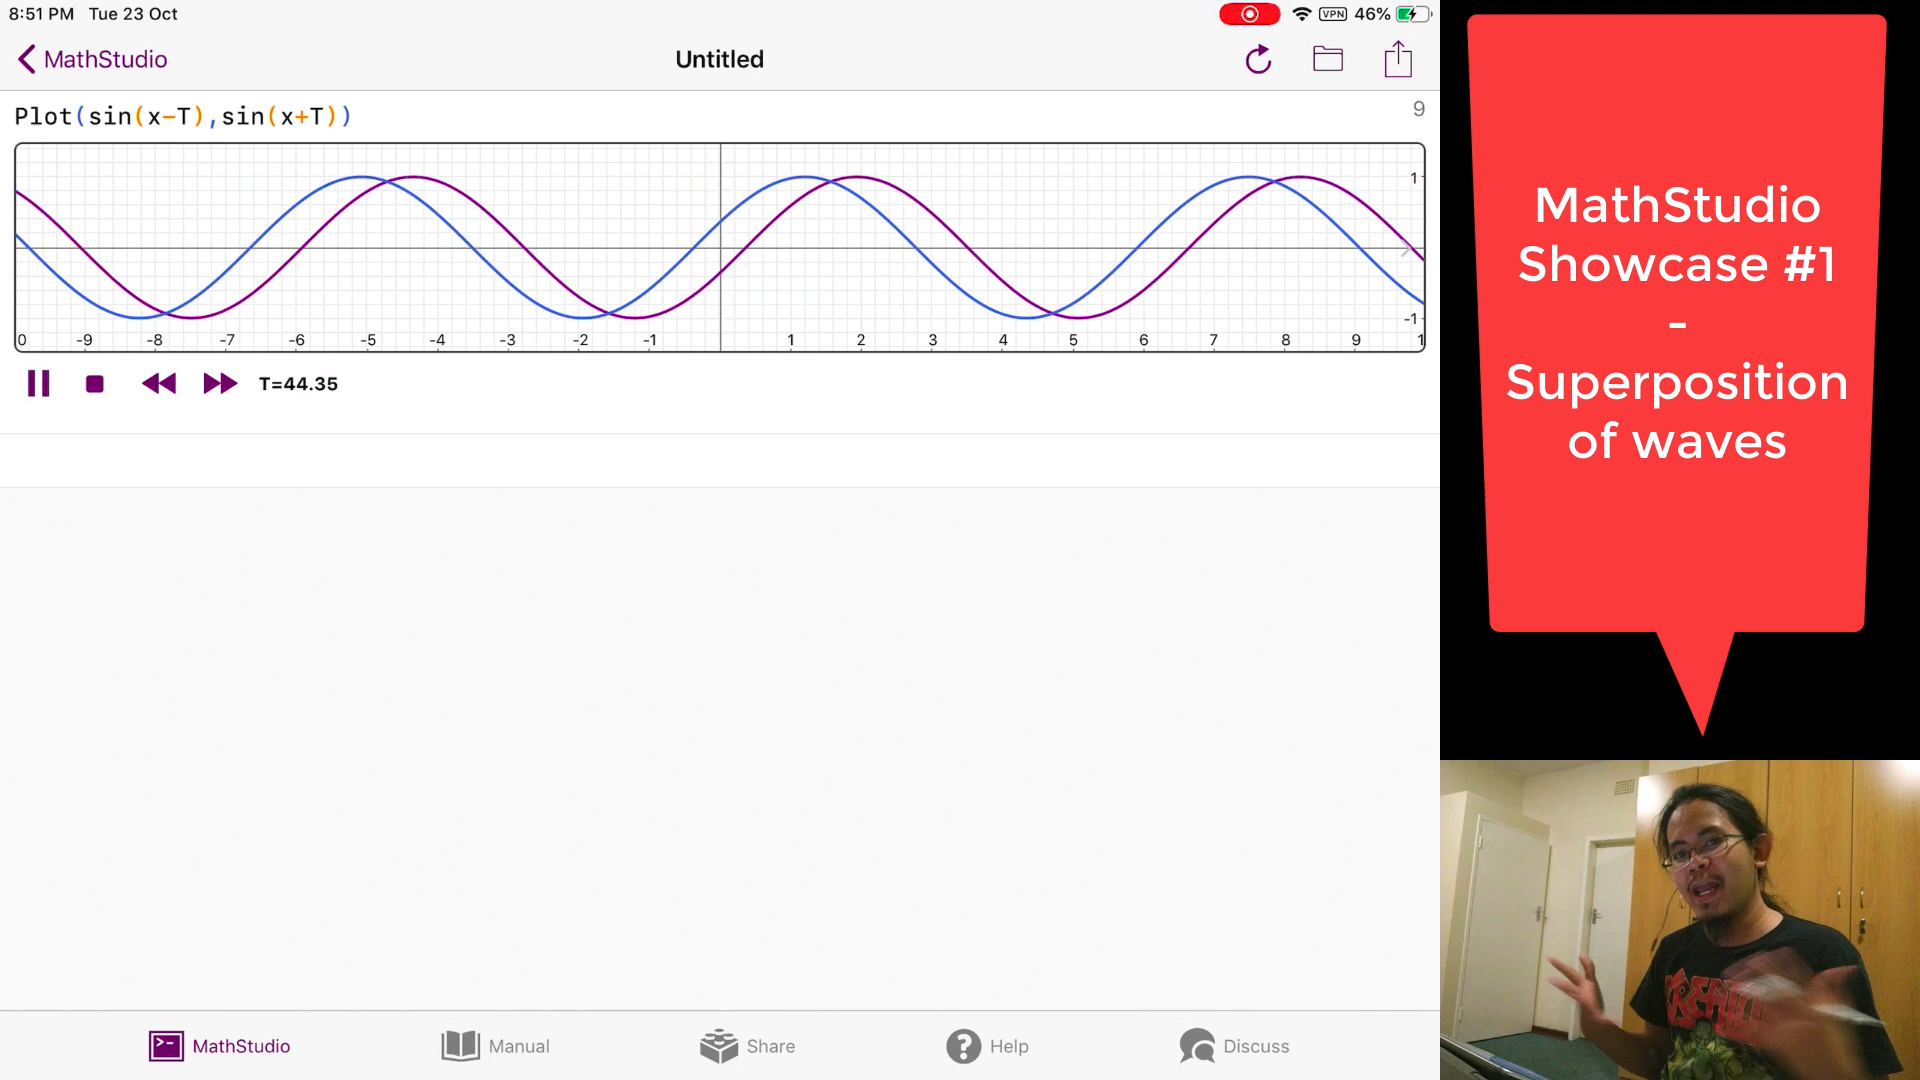 8:51 PM Tue 23 Oct
VPN 46%
MathStudio
Untitled
Plot(sin(x-T),sin(x+T))
9
1
-1
0 -9 -8 -7 -6 -5 -4 -3 -2 -1 1 2 3 4 5 6 7 8 9 1
T=44.35
MathStudio
Manual
Share
Help
Discuss
MathStudio
Showcase #1
-
Superposition
of waves